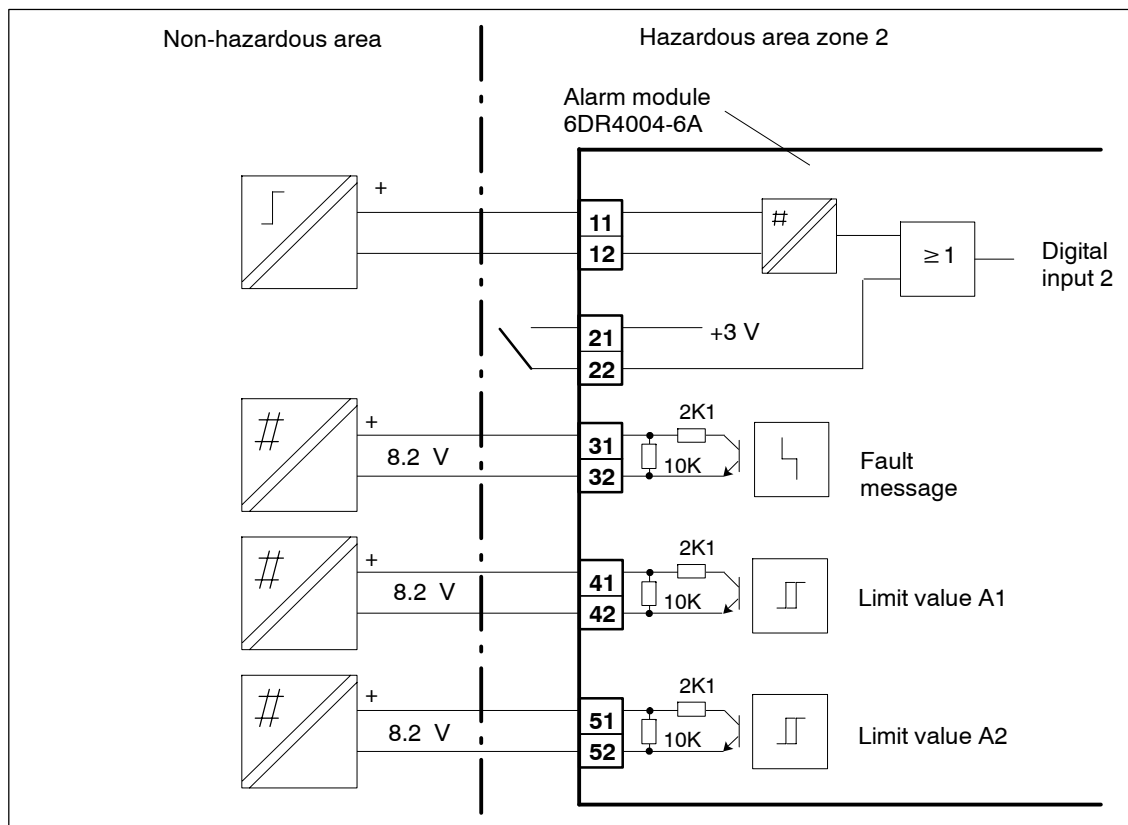 Non-hazardous area
Hazardous area zone 2
Alarm module
6DR4004-6A
+
11
12
#
≥ 1
Digital
input 2
21
22
+3 V
#
+
8.2 V
31
32
2K1
10K
Fault
message
#
+
8.2 V
41
42
2K1
10K
Limit value A1
#
+
8.2 V
51
52
2K1
10K
Limit value A2